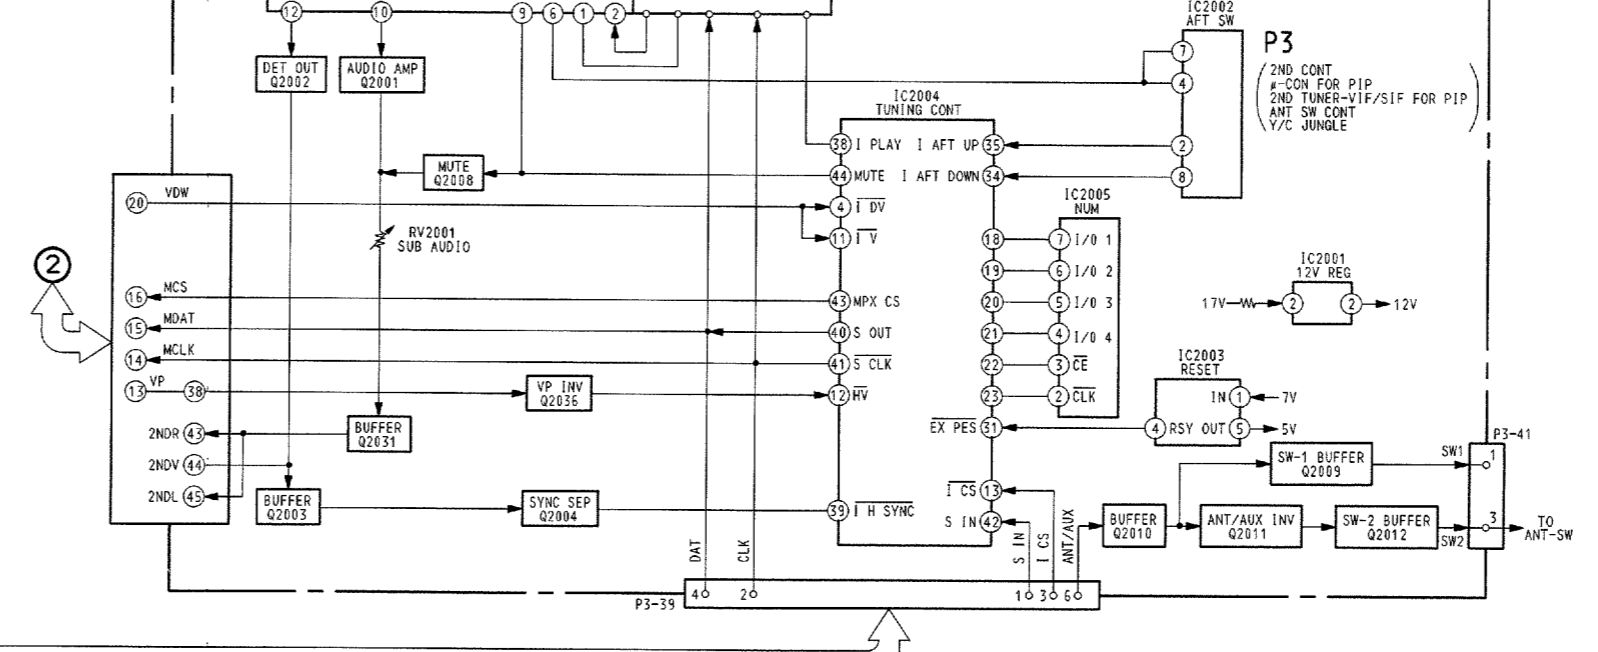 12 10 9 6 1 2
IC2002
AFT SW
DET OUT
Q2002
AUDIO AMP
Q2001
7
4
2
8
P3
2ND CONT
μ-CON FOR PIP
2ND TUNER-VIF/SIF FOR PIP
ANT SW CONT
Y/C JUNGLE
IC2004
TUNING CONT
38 I PLAY I AFT UP 35
MUTE
Q2008
44 MUTE I AFT DOWN 34
20 VDW
4 I DV
11 I V
RV2001
SUB AUDIO
IC2005
NUM
18 7 I/O 1
19 6 I/O 2
20 5 I/O 3
21 4 I/O 4
22 3 CE
23 2 CLK
IC2001
12V REG
17V 2 2 12V
2
16 MCS
43 MPX CS
15 MDAT
40 S OUT
14 MCLK
41 S CLK
13 VP 38
VP INV
Q2036
12 HV
IC2003
RESET
IN 1 7V
4 RSY OUT 5 5V
EX PES 31
BUFFER
Q2031
2NDR 43
2NDV 44
2NDL 45
BUFFER
Q2003
SYNC SEP
Q2004
39 I H SYNC
I CS 13
S IN 42
SW-1 BUFFER
Q2009
SW1
P3-41
1
BUFFER
Q2010
ANT/AUX INV
Q2011
SW-2 BUFFER
Q2012
SW2
3
TO
ANT-SW
DAT
CLK
S IN
I CS
ANT/AUX
P3-39
4 2 1 3 6